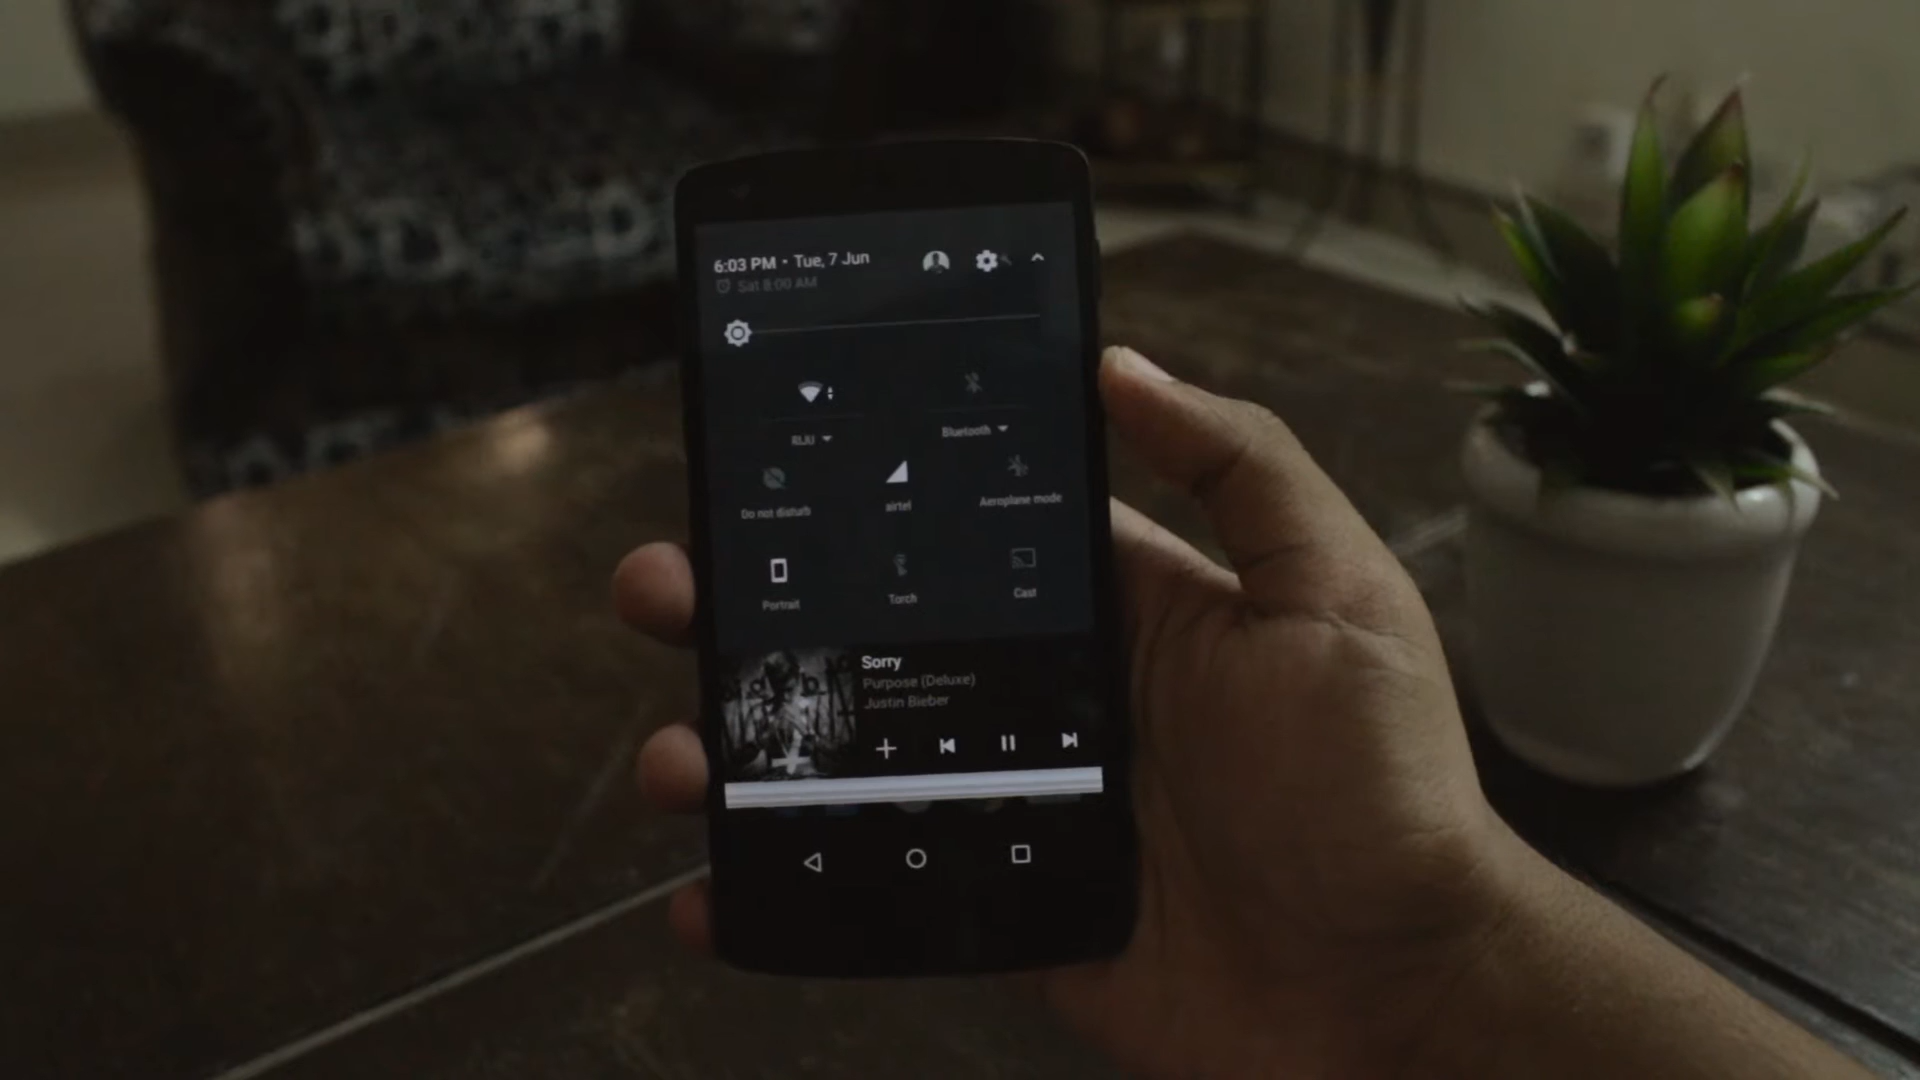 6:03 PM • Tue, 7 Jun
Sat 8:00 AM
RIJU
Bluetooth
Do not disturb
airtel
Aeroplane mode
Portrait
Torch
Cast
Sorry
Purpose (Deluxe)
Justin Bieber